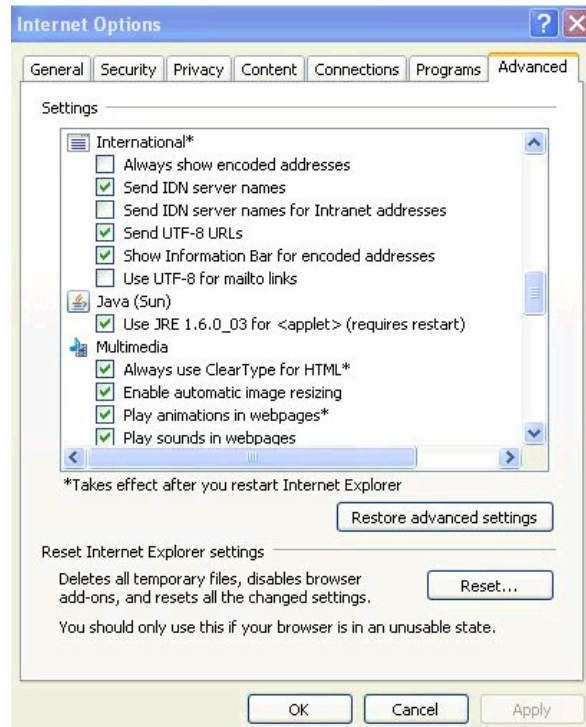 Internet Options
General Security Privacy Content Connections Programs Advanced
Settings
International*
Always show encoded addresses
Send IDN server names
Send IDN server names for Intranet addresses
Send UTF-8 URLs
Show Information Bar for encoded addresses
Use UTF-8 for mailto links
Java (Sun)
Use JRE 1.6.0_03 for <applet> (requires restart)
Multimedia
Always use ClearType for HTML*
Enable automatic image resizing
Play animations in webpages*
Play sounds in webpages
*Takes effect after you restart Internet Explorer
Restore advanced settings
Reset Internet Explorer settings
Deletes all temporary files, disables browser
add-ons, and resets all the changed settings.
Reset...
You should only use this if your browser is in an unusable state.
OK Cancel Apply